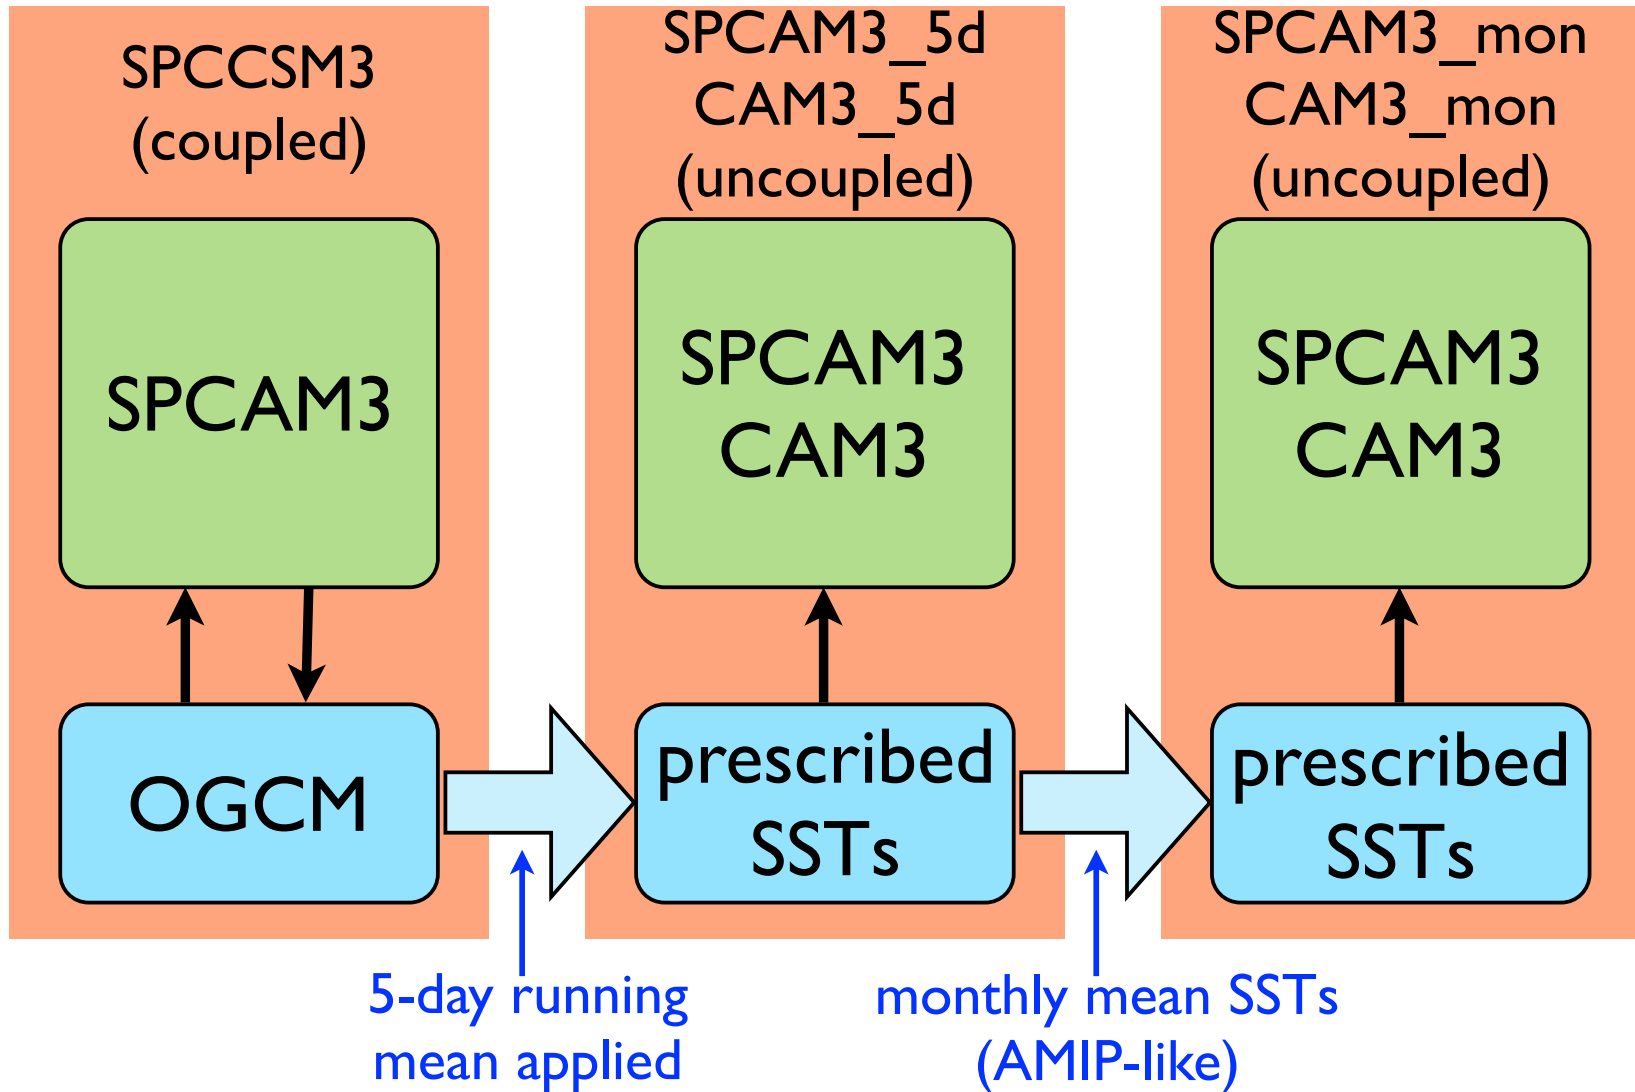 SPCCSM3
(coupled)
SPCAM3
OGCM
SPCAM3_5d
CAM3_5d
(uncoupled)
SPCAM3
CAM3
prescribed
SSTs
SPCAM3_mon
CAM3_mon
(uncoupled)
SPCAM3
CAM3
prescribed
SSTs
5-day running
mean applied
monthly mean SSTs
(AMIP-like)